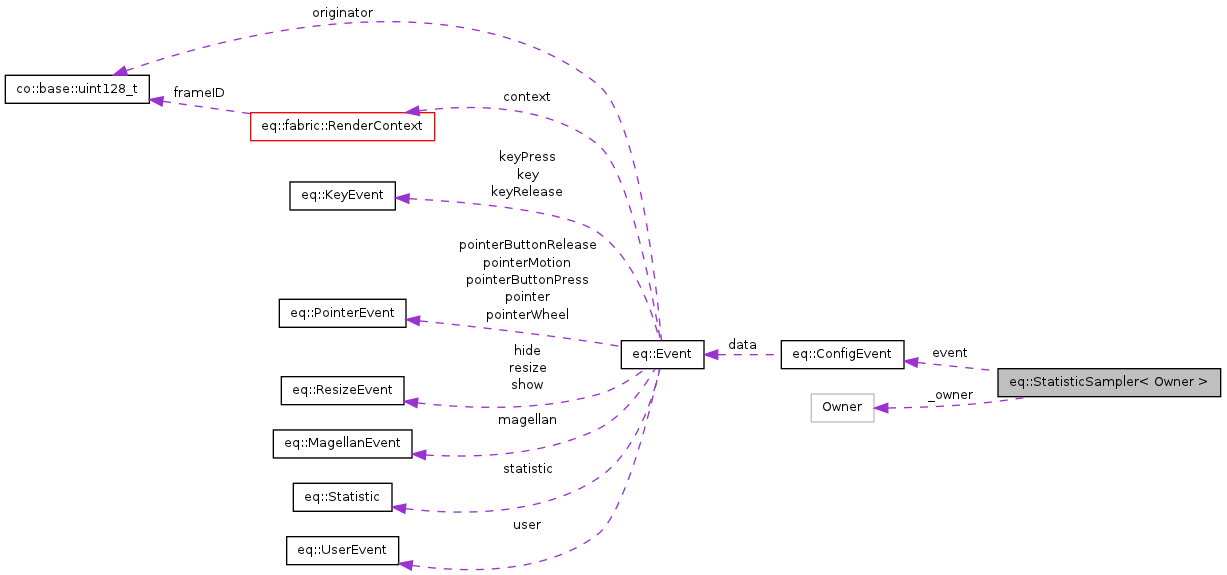 originator
co::base::uint128_t
frameID
context
eq::fabric::RenderContext
keyPress
key
keyRelease
eq::KeyEvent
pointerButtonRelease
pointerMotion
pointerButtonPress
pointer
pointerWheel
eq::PointerEvent
hide
resize
show
eq::ResizeEvent
magellan
eq::MagellanEvent
statistic
eq::Statistic
user
eq::UserEvent
eq::Event
data
eq::ConfigEvent
event
_owner
Owner
eq::StatisticSampler< Owner >